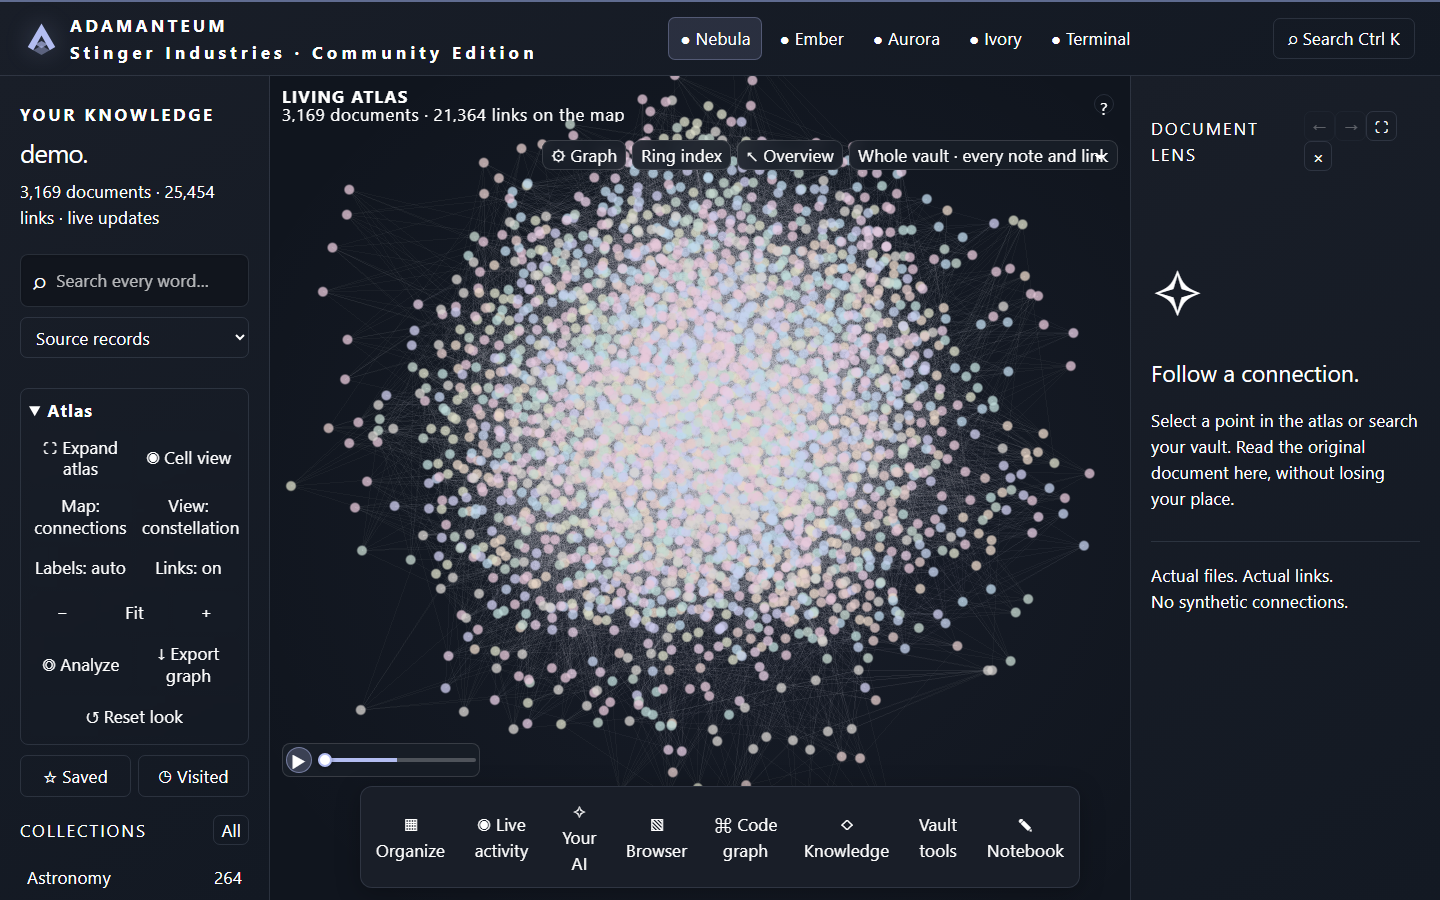 ADAMANTEUM
Stinger Industries · Community Edition
Nebula
Ember
Aurora
Ivory
Terminal
Search Ctrl K
YOUR KNOWLEDGE
demo.
3,169 documents · 25,454
links · live updates
Search every word...
Source records
Atlas
Expand
atlas
Cell view
Map:
connections
View:
constellation
Labels: auto
Links: on
− Fit +
Analyze
Export
graph
Reset look
Saved
Visited
COLLECTIONS
All
Astronomy 264
LIVING ATLAS
3,169 documents · 21,364 links on the map
?
Graph
Ring index
Overview
Whole vault · every note and link
Organize
Live
activity
Your
AI
Browser
Code
graph
Knowledge
Vault
tools
Notebook
DOCUMENT
LENS
Follow a connection.
Select a point in the atlas or search
your vault. Read the original
document here, without losing
your place.
Actual files. Actual links.
No synthetic connections.